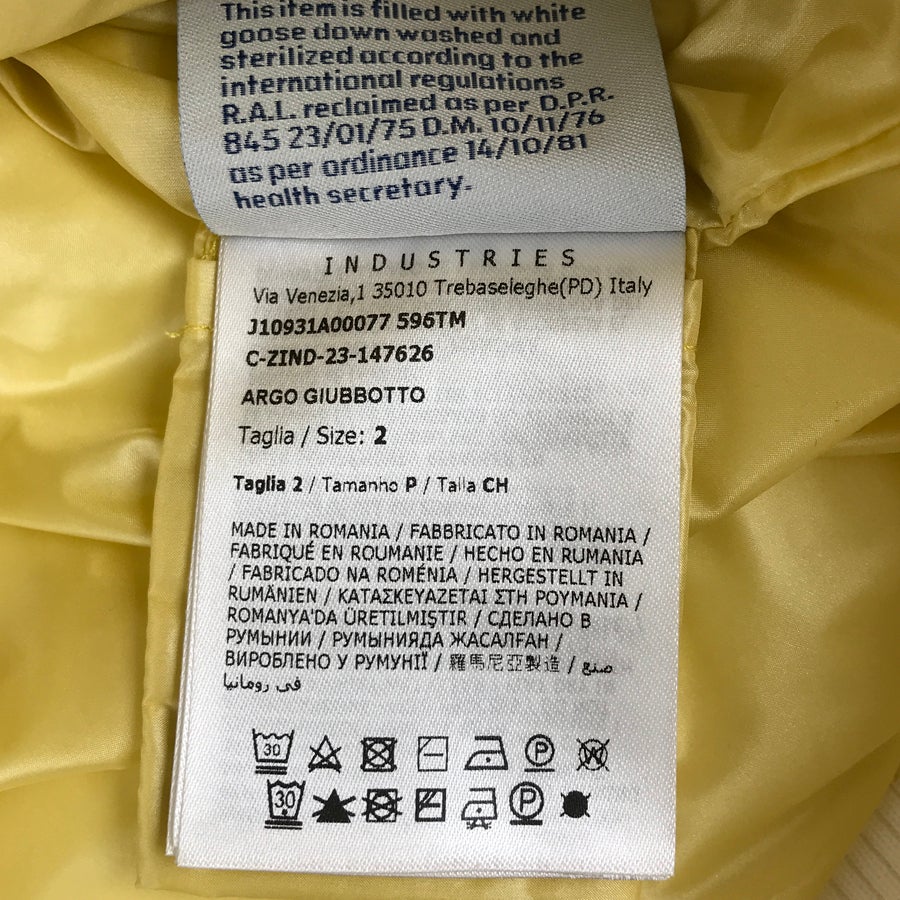 This item is filled with white
goose down washed and
sterilized according to the
international regulations
R.A.L. reclaimed as per D.P.R.
845 23/01/75 D.M. 10/11/76
as per ordinance 14/10/81
health secretary.
INDUSTRIES
Via Venezia,1 35010 Trebaseleghe(PD) Italy
J10931A00077 596TM
C-ZIND-23-147626
ARGO GIUBBOTTO
Taglia / Size: 2
Taglia 2 / Tamanho P / Talla CH
MADE IN ROMANIA / FABBRICATO IN ROMANIA /
FABRIQUÉ EN ROUMANIE / HECHO EN RUMANIA
/ FABRICADO NA ROMÉNIA / HERGESTELLT IN
RUMÄNIEN / ΚΑΤΑΣΚΕΥΑΖΕΤΑΙ ΣΤΗ ΡΟΥΜΑΝΙΑ /
ROMANYA'DA ÜRETILMIŞTIR / СДЕЛАНО В
РУМЫНИИ / РУМЫНИЯДА ЖАСАЛҒАН /
ВИРОБЛЕНО У РУМУНІЇ / 羅馬尼亞製造 / صنع
في رومانيا
30 P W
30 P